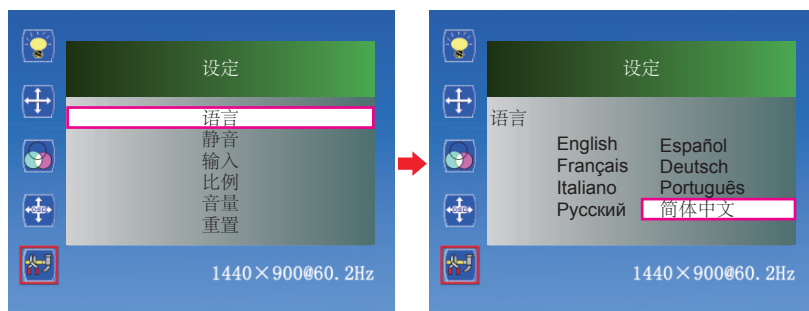 设定
语言
静音
输入
比例
音量
重置
1440×900@60.2Hz
设定
语言
English Español
Français Deutsch
Italiano Português
Русский 简体中文
1440×900@60.2Hz